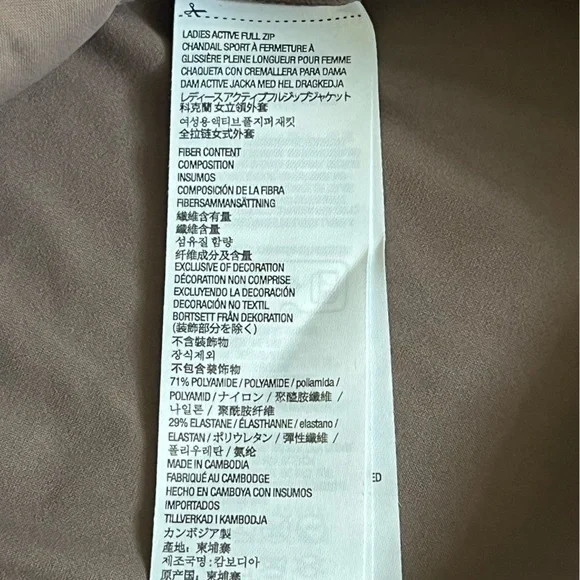 LADIES ACTIVE FULL ZIP
CHANDAIL SPORT À FERMETURE À
GLISSIÈRE PLEINE LONGUEUR POUR FEMME
CHAQUETA CON CREMALLERA PARA DAMA
DAM ACTIVE JACKA MED HEL DRAGKEDJA
レディースアクティブフルジップジャケット
科克蘭 女立領外套
여성용 액티브 풀 지퍼 재킷
全拉链女式外套
FIBER CONTENT
COMPOSITION
INSUMOS
COMPOSICIÓN DE LA FIBRA
FIBERSAMMANSÄTTNING
纖維含有量
纖維含量
섬유질 함량
纤维成分及含量
EXCLUSIVE OF DECORATION
DÉCORATION NON COMPRISE
EXCLUYENDO LA DECORACIÓN
DECORACIÓN NO TEXTIL
BORTSETT FRÅN DEKORATION
(装飾部分を除く)
不含裝飾物
장식제외
不包含装饰物
71% POLYAMIDE / POLYAMIDE / poliamida /
POLYAMID / ナイロン / 聚醯胺纖維 /
나일론 / 聚酰胺纤维
29% ELASTANE / ÉLASTHANNE / elastano /
ELASTAN / ポリウレタン / 彈性纖維 /
폴리우레탄 / 氨纶
MADE IN CAMBODIA
FABRIQUÉ AU CAMBODGE
HECHO EN CAMBOYA CON INSUMOS
IMPORTADOS
TILLVERKAD I KAMBODJA
カンボジア製
產地: 柬埔寨
제조국명: 캄보디아
原产国: 柬埔寨
ED